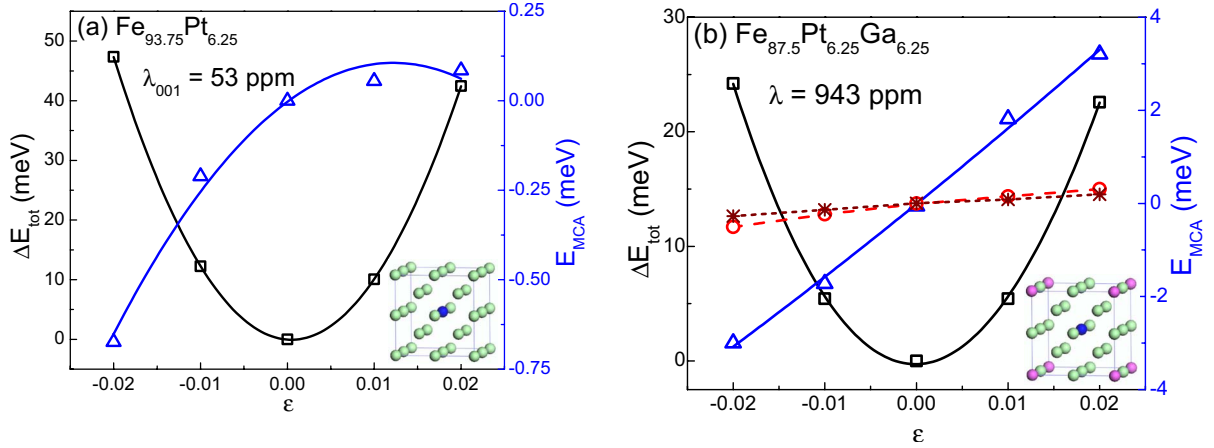 (a) Fe93.75Pt6.25
λ001 = 53 ppm
ΔEtot (meV)
50
40
30
20
10
0
0.25
0.00
-0.25
-0.50
-0.75
EMCA (meV)
-0.02 -0.01 0.00 0.01 0.02
ε
(b) Fe87.5Pt6.25Ga6.25
λ = 943 ppm
ΔEtot (meV)
30
20
10
0
4
2
0
-2
-4
EMCA (meV)
-0.02 -0.01 0.00 0.01 0.02
ε